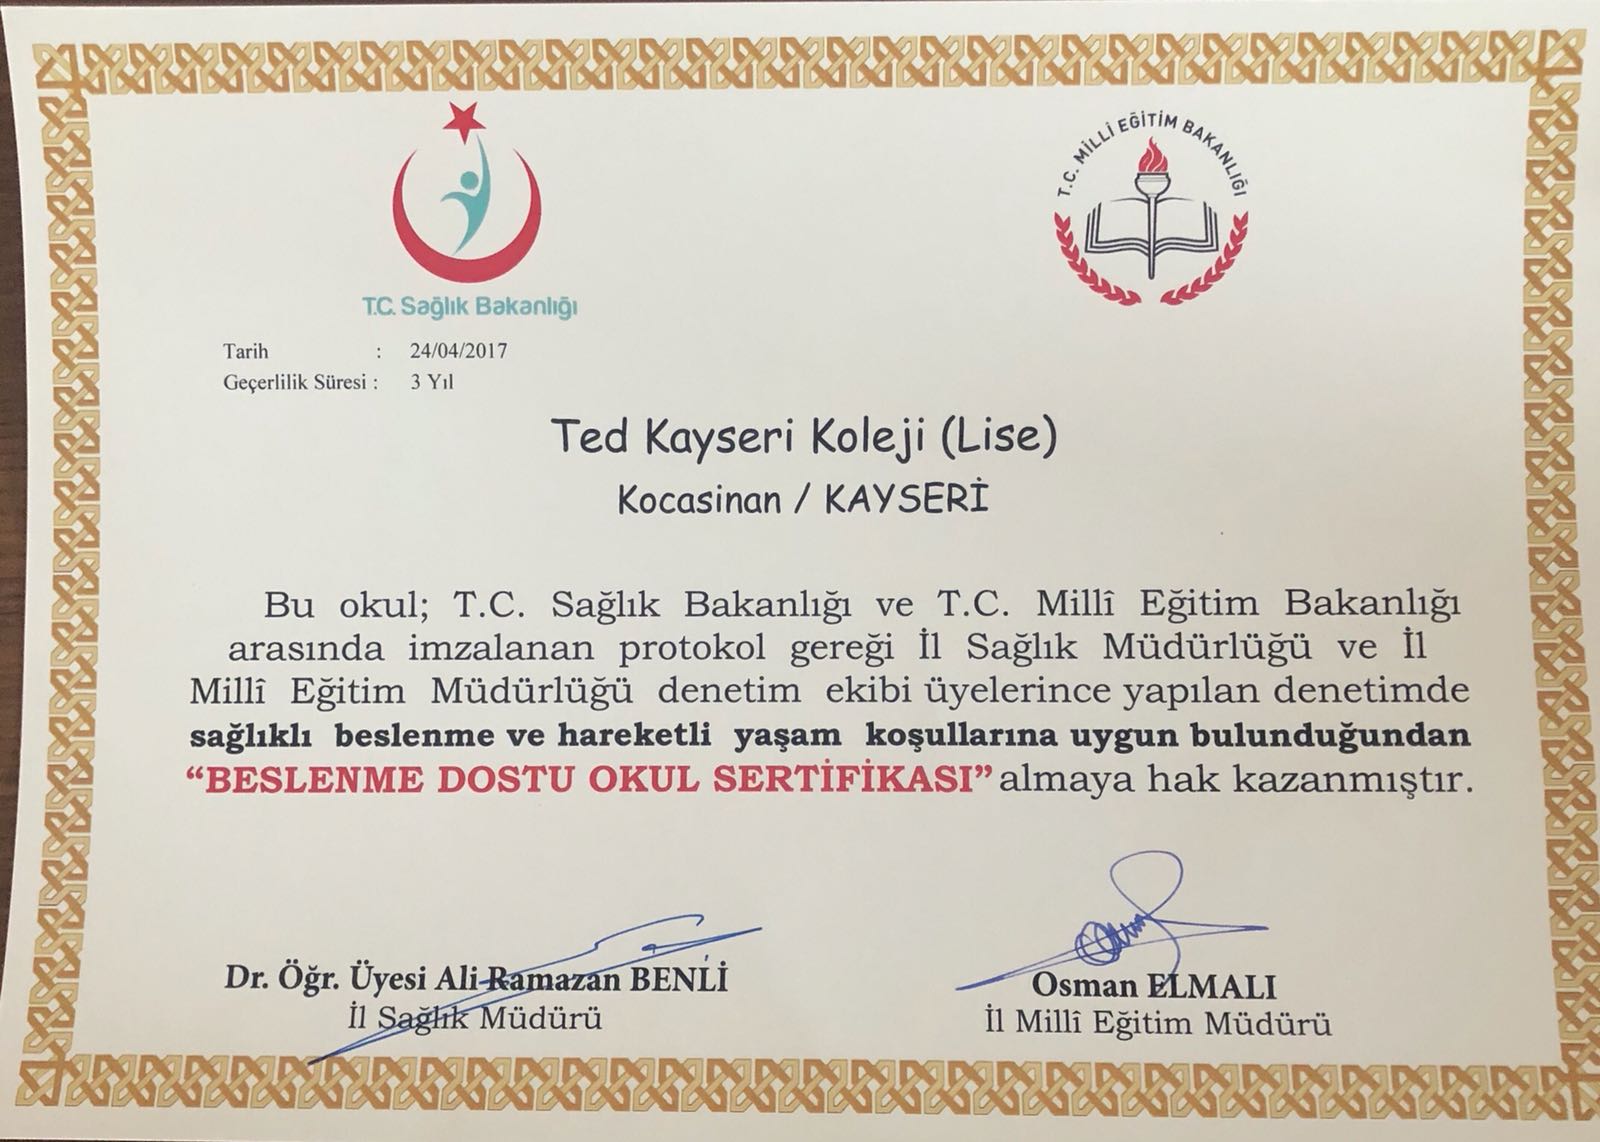 T.C. MİLLÎ EĞİTİM BAKANLIĞI
T.C. Sağlık Bakanlığı
Tarih : 24/04/2017
Geçerlilik Süresi : 3 Yıl
Ted Kayseri Koleji (Lise)
Kocasinan / KAYSERİ
Bu okul; T.C. Sağlık Bakanlığı ve T.C. Millî Eğitim Bakanlığı
arasında imzalanan protokol gereği İl Sağlık Müdürlüğü ve İl
Millî Eğitim Müdürlüğü denetim ekibi üyelerince yapılan denetimde
sağlıklı beslenme ve hareketli yaşam koşullarına uygun bulunduğundan
“BESLENME DOSTU OKUL SERTİFİKASI” almaya hak kazanmıştır.
Dr. Öğr. Üyesi Ali Ramazan BENLİ
İl Sağlık Müdürü
Osman ELMALI
İl Millî Eğitim Müdürü